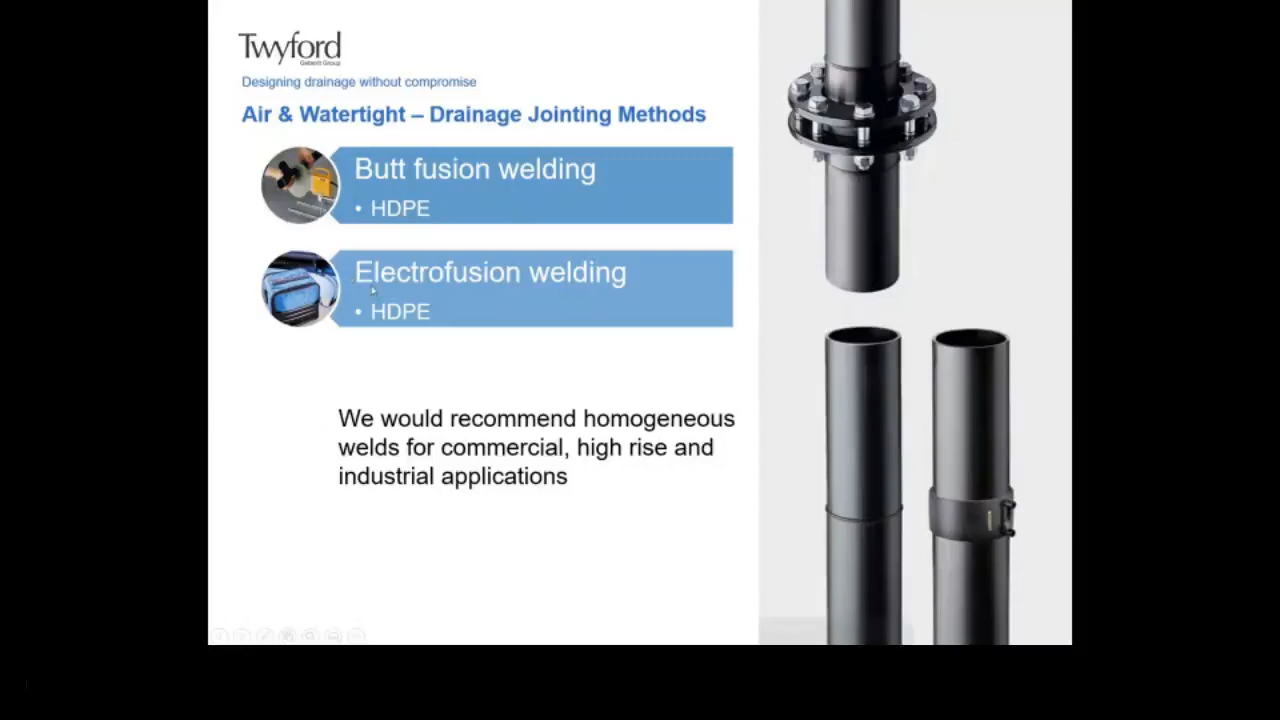 Twyford
Geberit Group
Designing drainage without compromise
Air & Watertight – Drainage Jointing Methods
Butt fusion welding
• HDPE
Electrofusion welding
• HDPE
We would recommend homogeneous
welds for commercial, high rise and
industrial applications